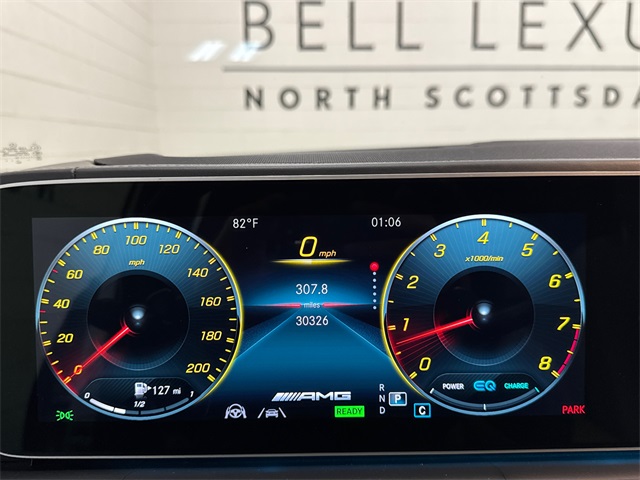 BELL LEXU
NORTH SCOTTSDA
82°F
01:06
0 mph
307.8
miles
30326
0 20 40 60 80 100 120 140 160 180 200
mph
127 mi
0 1/2 1
AMG
READY
R
N
D
P
C
0 1 2 3 4 5 6 7 8
x1000/min
POWER EQ CHARGE
PARK